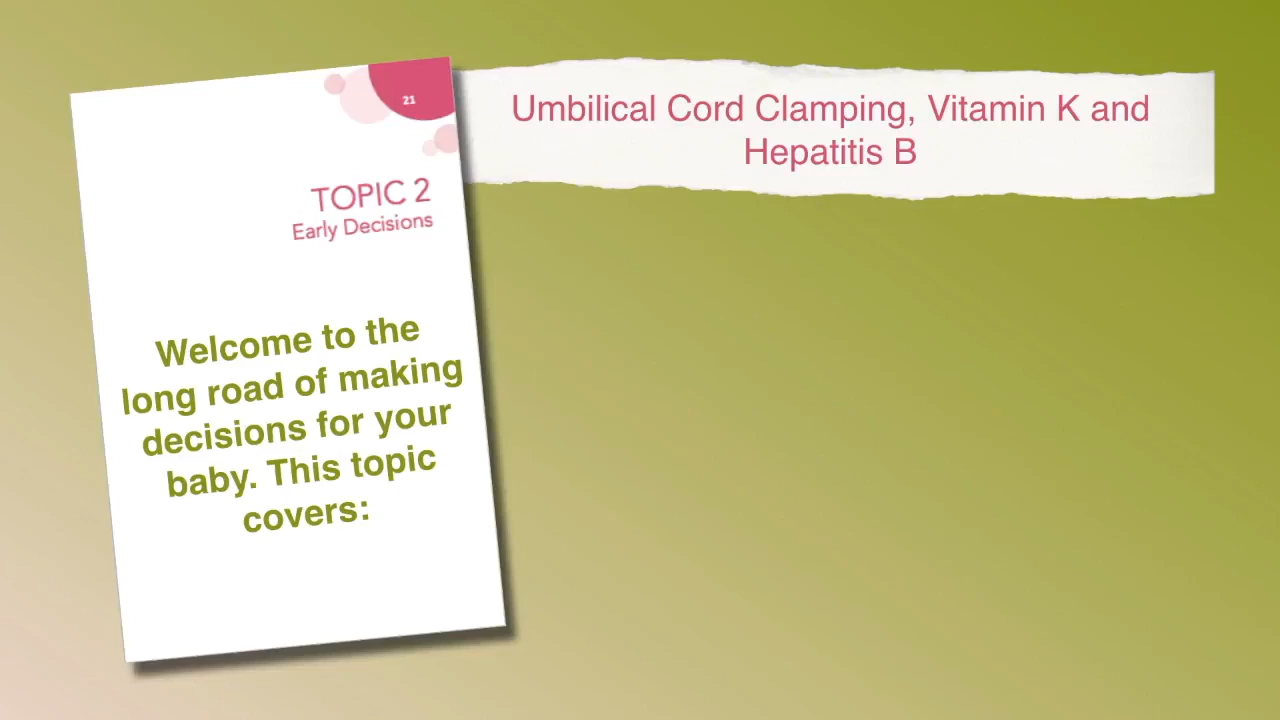 21
TOPIC 2
Early Decisions
Welcome to the
long road of making
decisions for your
baby. This topic
covers:
Umbilical Cord Clamping, Vitamin K and
Hepatitis B